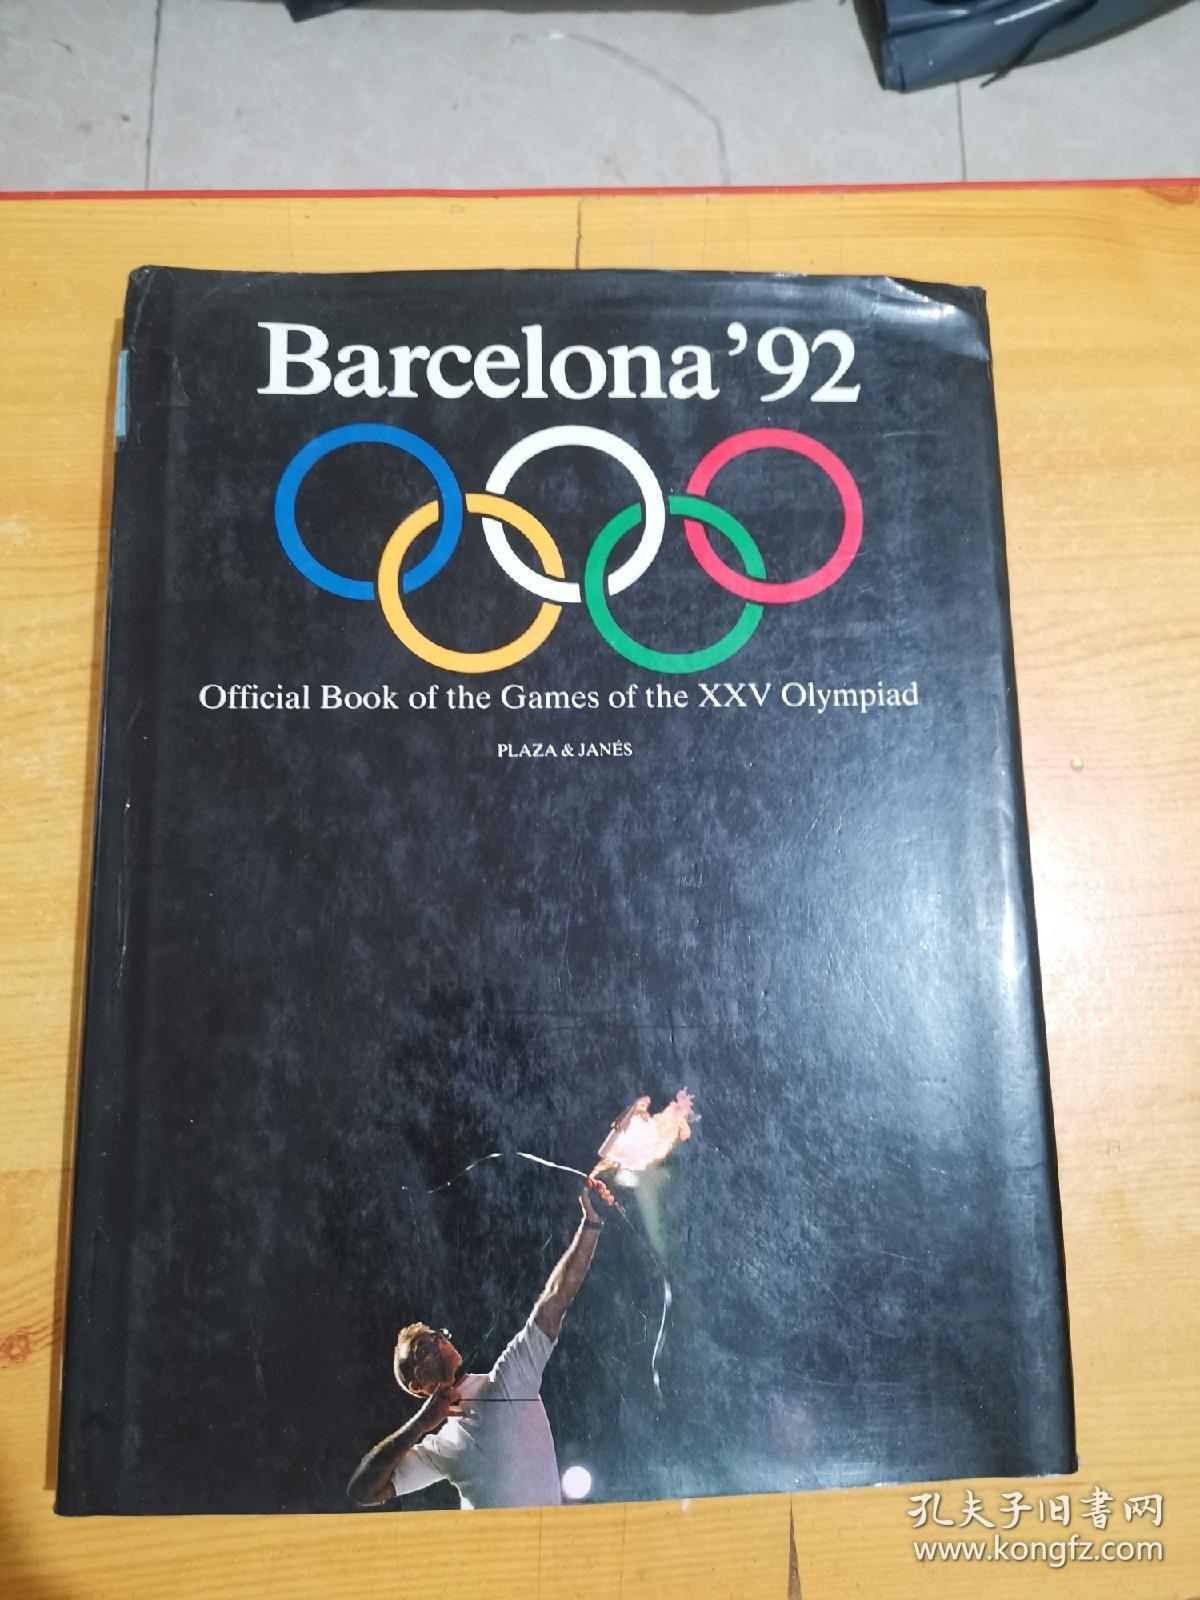 Barcelona '92
Official Book of the Games of the XXV Olympiad
PLAZA & JANÉS
孔夫子旧书网
www.kongfz.com